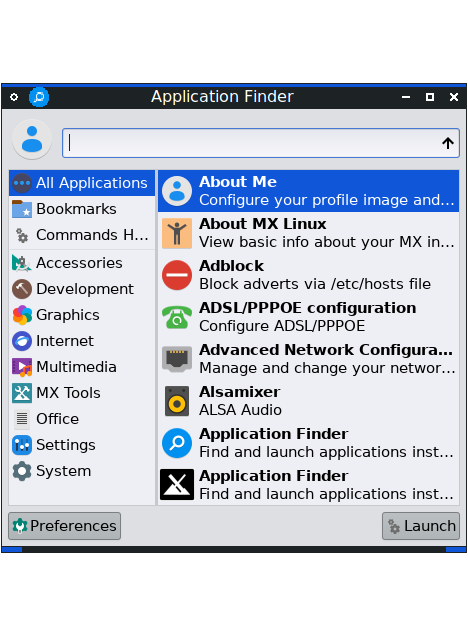 Application Finder
All Applications
Bookmarks
Commands H...
Accessories
Development
Graphics
Internet
Multimedia
MX Tools
Office
Settings
System
About Me
Configure your profile image and...
About MX Linux
View basic info about your MX in...
Adblock
Block adverts via /etc/hosts file
ADSL/PPPOE configuration
Configure ADSL/PPPOE
Advanced Network Configura...
Manage and change your networ...
Alsamixer
ALSA Audio
Application Finder
Find and launch applications inst...
Application Finder
Find and launch applications inst...
Preferences
Launch